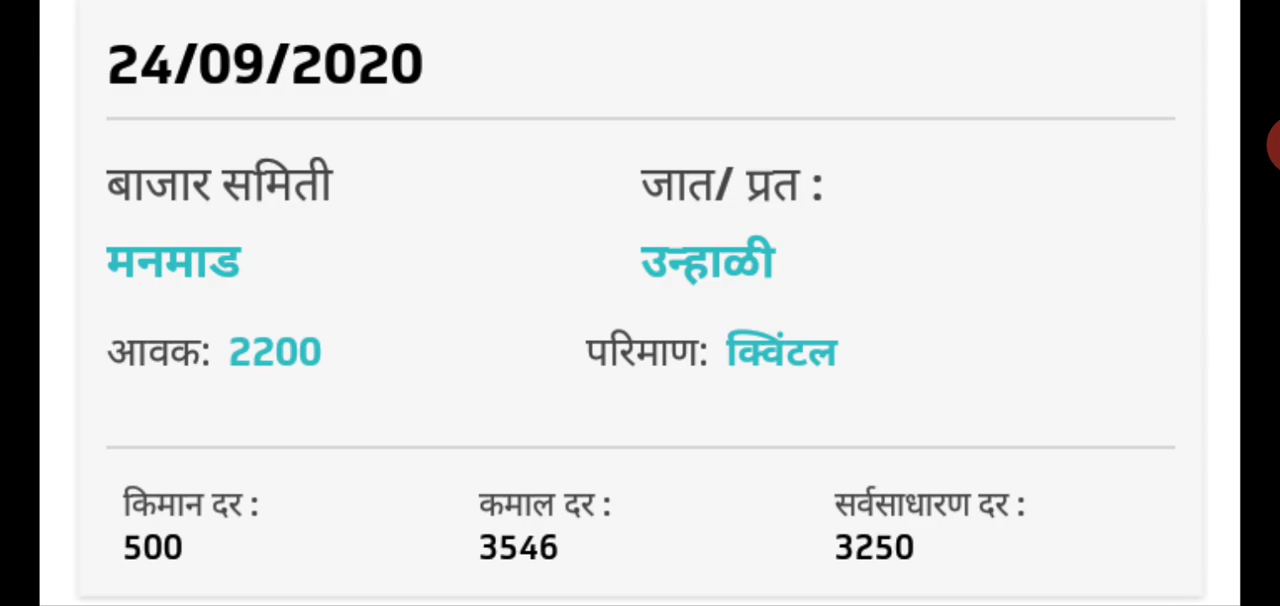 24/09/2020
बाजार समिती जात/ प्रत :
मनमाड उन्हाळी
आवक: 2200 परिमाण: क्विंटल
किमान दर : कमाल दर : सर्वसाधारण दर :
500 3546 3250